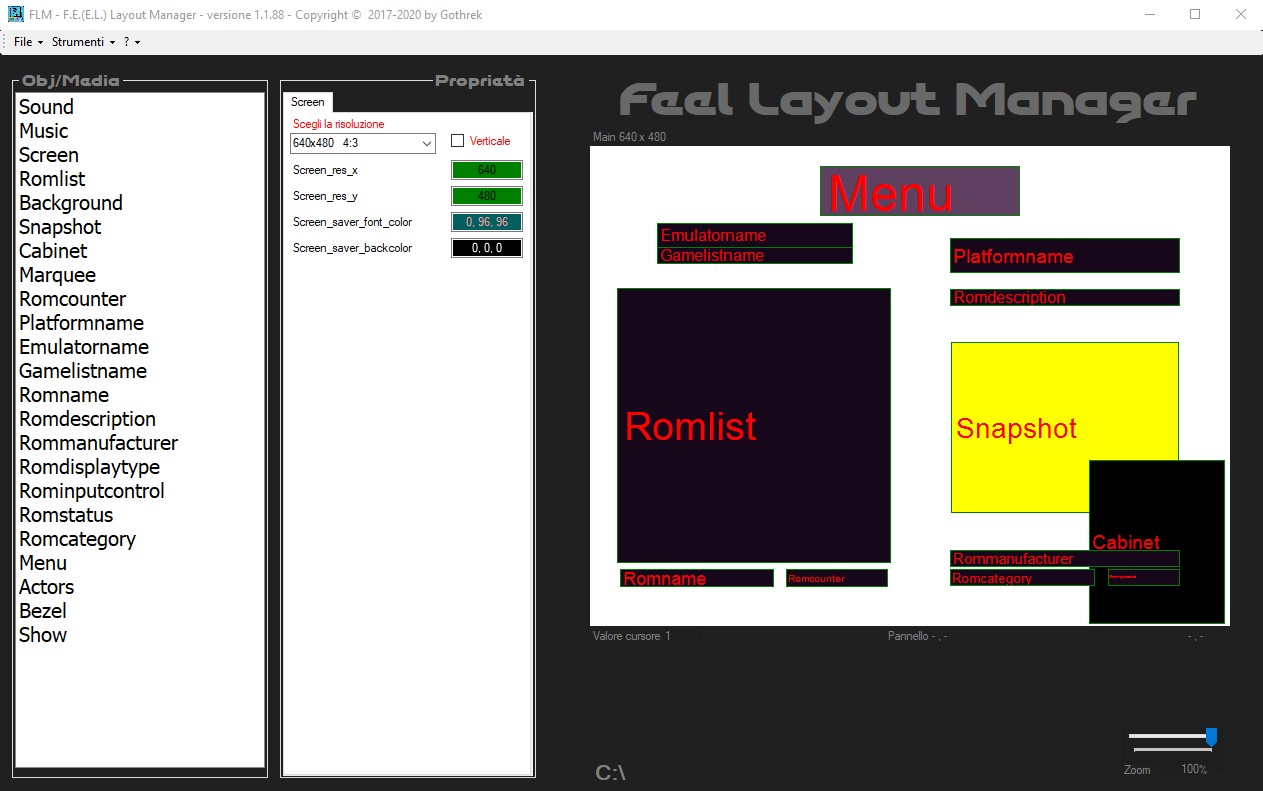 FLM - F.E.(E.L.) Layout Manager - versione 1.1.88 - Copyright © 2017-2020 by Gothrek
File Strumenti ?
Obj/Media
Sound
Music
Screen
Romlist
Background
Snapshot
Cabinet
Marquee
Romcounter
Platformname
Emulatorname
Gamelistname
Romname
Romdescription
Rommanufacturer
Romdisplaytype
Rominputcontrol
Romstatus
Romcategory
Menu
Actors
Bezel
Show
Proprietà
Screen
Scegli la risoluzione
640x480 4:3
Verticale
Screen_res_x 640
Screen_res_y 480
Screen_saver_font_color 0, 96, 96
Screen_saver_backcolor 0, 0, 0
Feel Layout Manager
Main 640 x 480
Menu
Emulatorname
Gamelistname
Platformname
Romdescription
Romlist
Snapshot
Cabinet
Rommanufacturer
Romname
Romcounter
Romcategory
Valore cursore 1
Pannello - , -
- , -
C:\
Zoom 100%